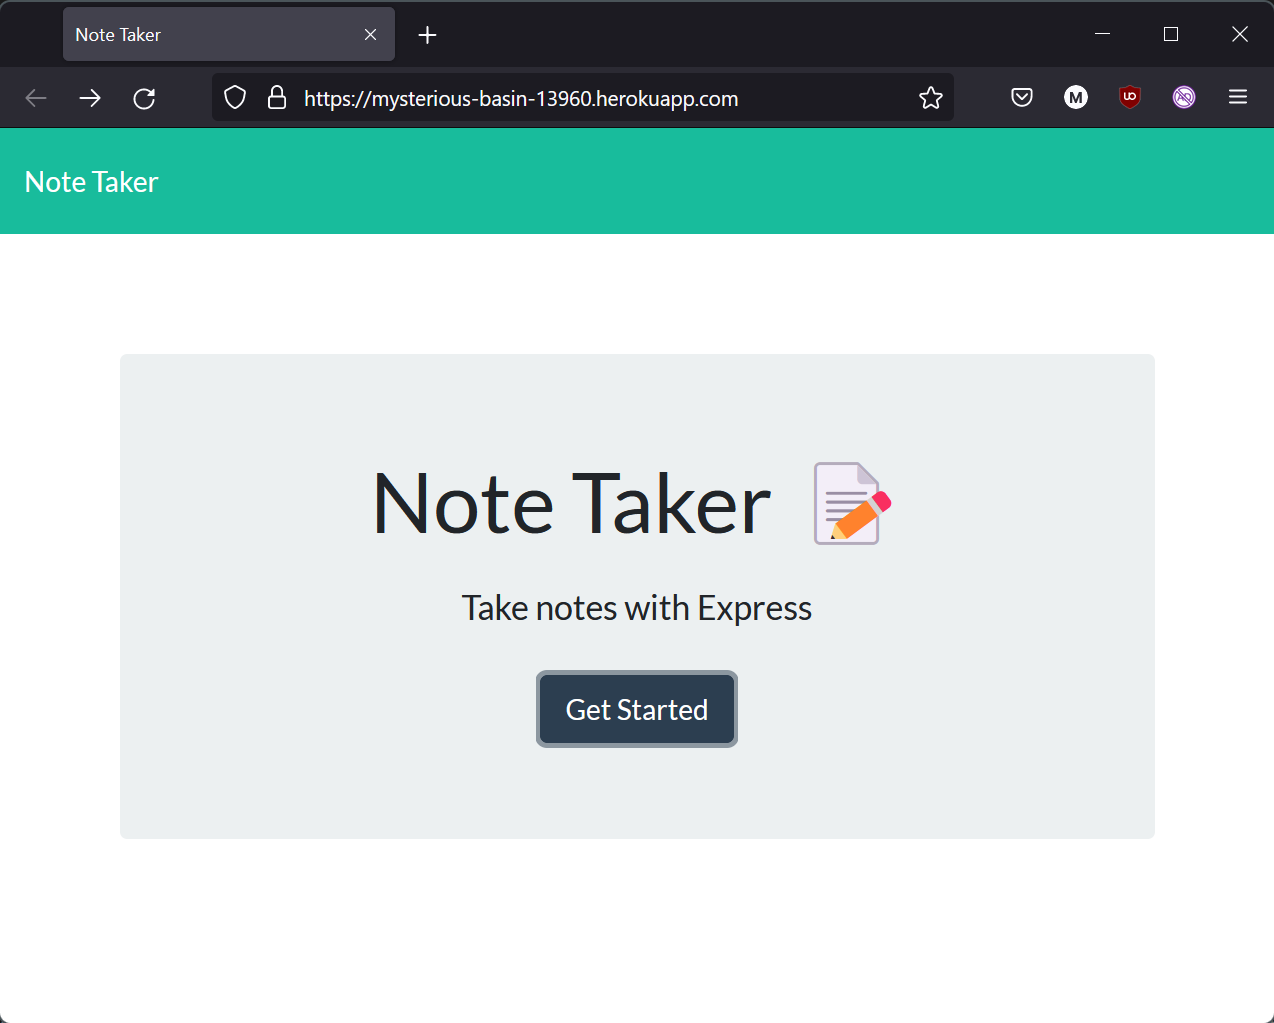 Note Taker
https://mysterious-basin-13960.herokuapp.com
M
UO
Note Taker
Note Taker
Take notes with Express
Get Started